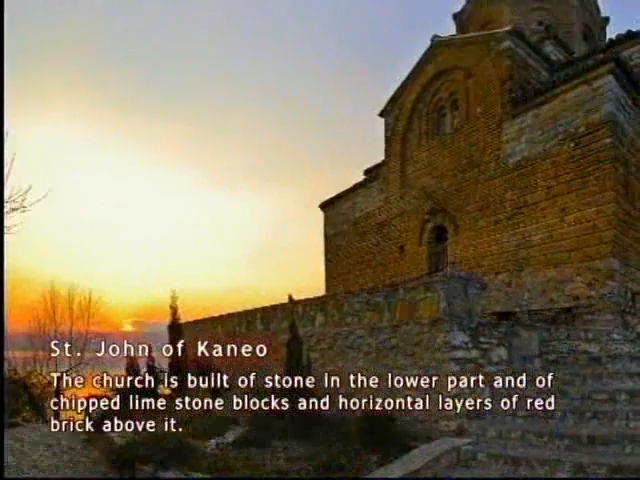 St. John of Kaneo
The church is built of stone in the lower part and of
chipped lime stone blocks and horizontal layers of red
brick above it.